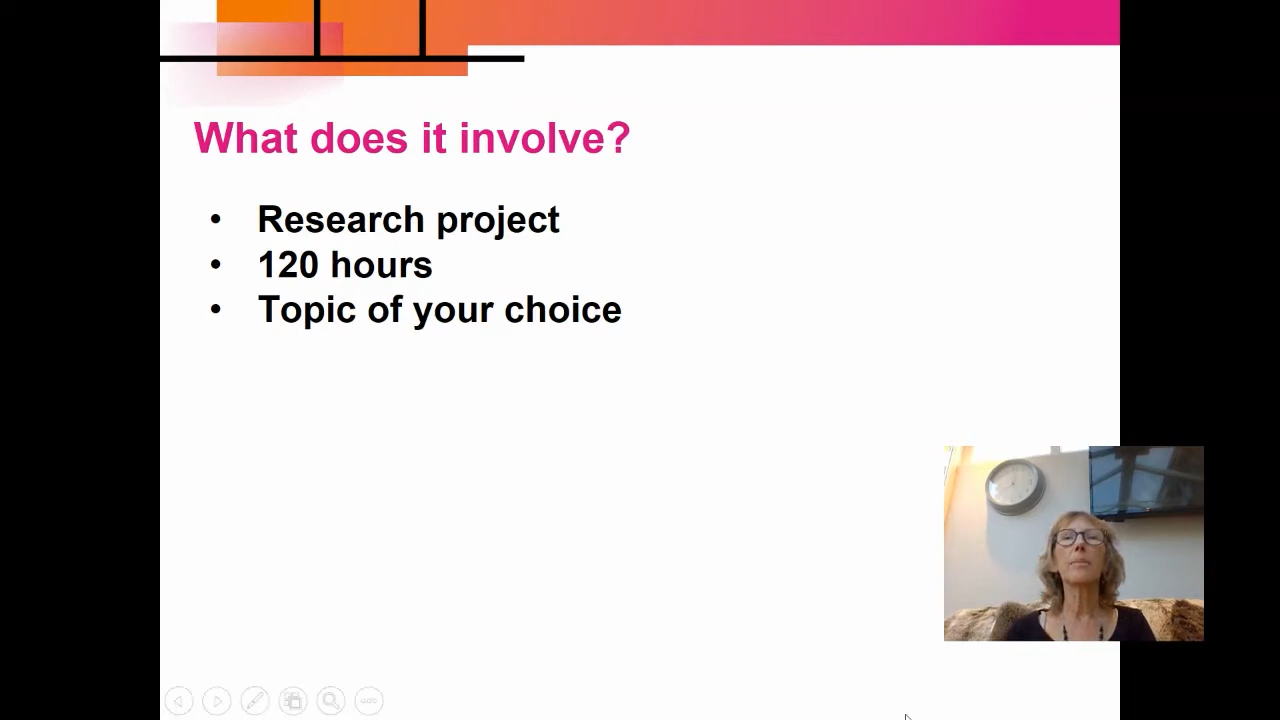 What does it involve?
• Research project
• 120 hours
• Topic of your choice